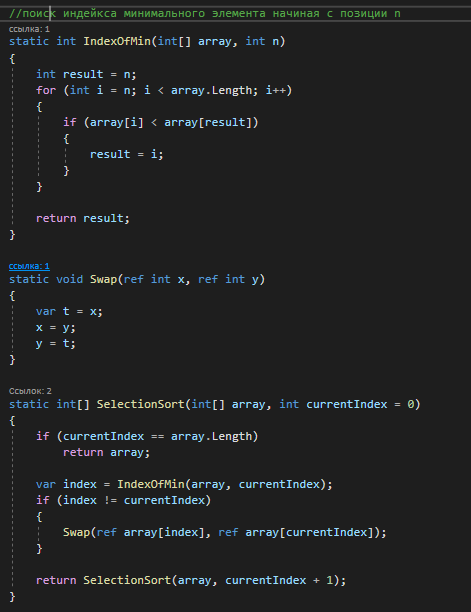 //поиск индейкса минимального элемента начиная с позиции n
ссылка: 1
static int IndexOfMin(int[] array, int n)
{
int result = n;
for (int i = n; i < array.Length; i++)
{
if (array[i] < array[result])
{
result = i;
}
}
return result;
}
ссылка: 1
static void Swap(ref int x, ref int y)
{
var t = x;
x = y;
y = t;
}
Ссылок: 2
static int[] SelectionSort(int[] array, int currentIndex = 0)
{
if (currentIndex == array.Length)
return array;
var index = IndexOfMin(array, currentIndex);
if (index != currentIndex)
{
Swap(ref array[index], ref array[currentIndex]);
}
return SelectionSort(array, currentIndex + 1);
}